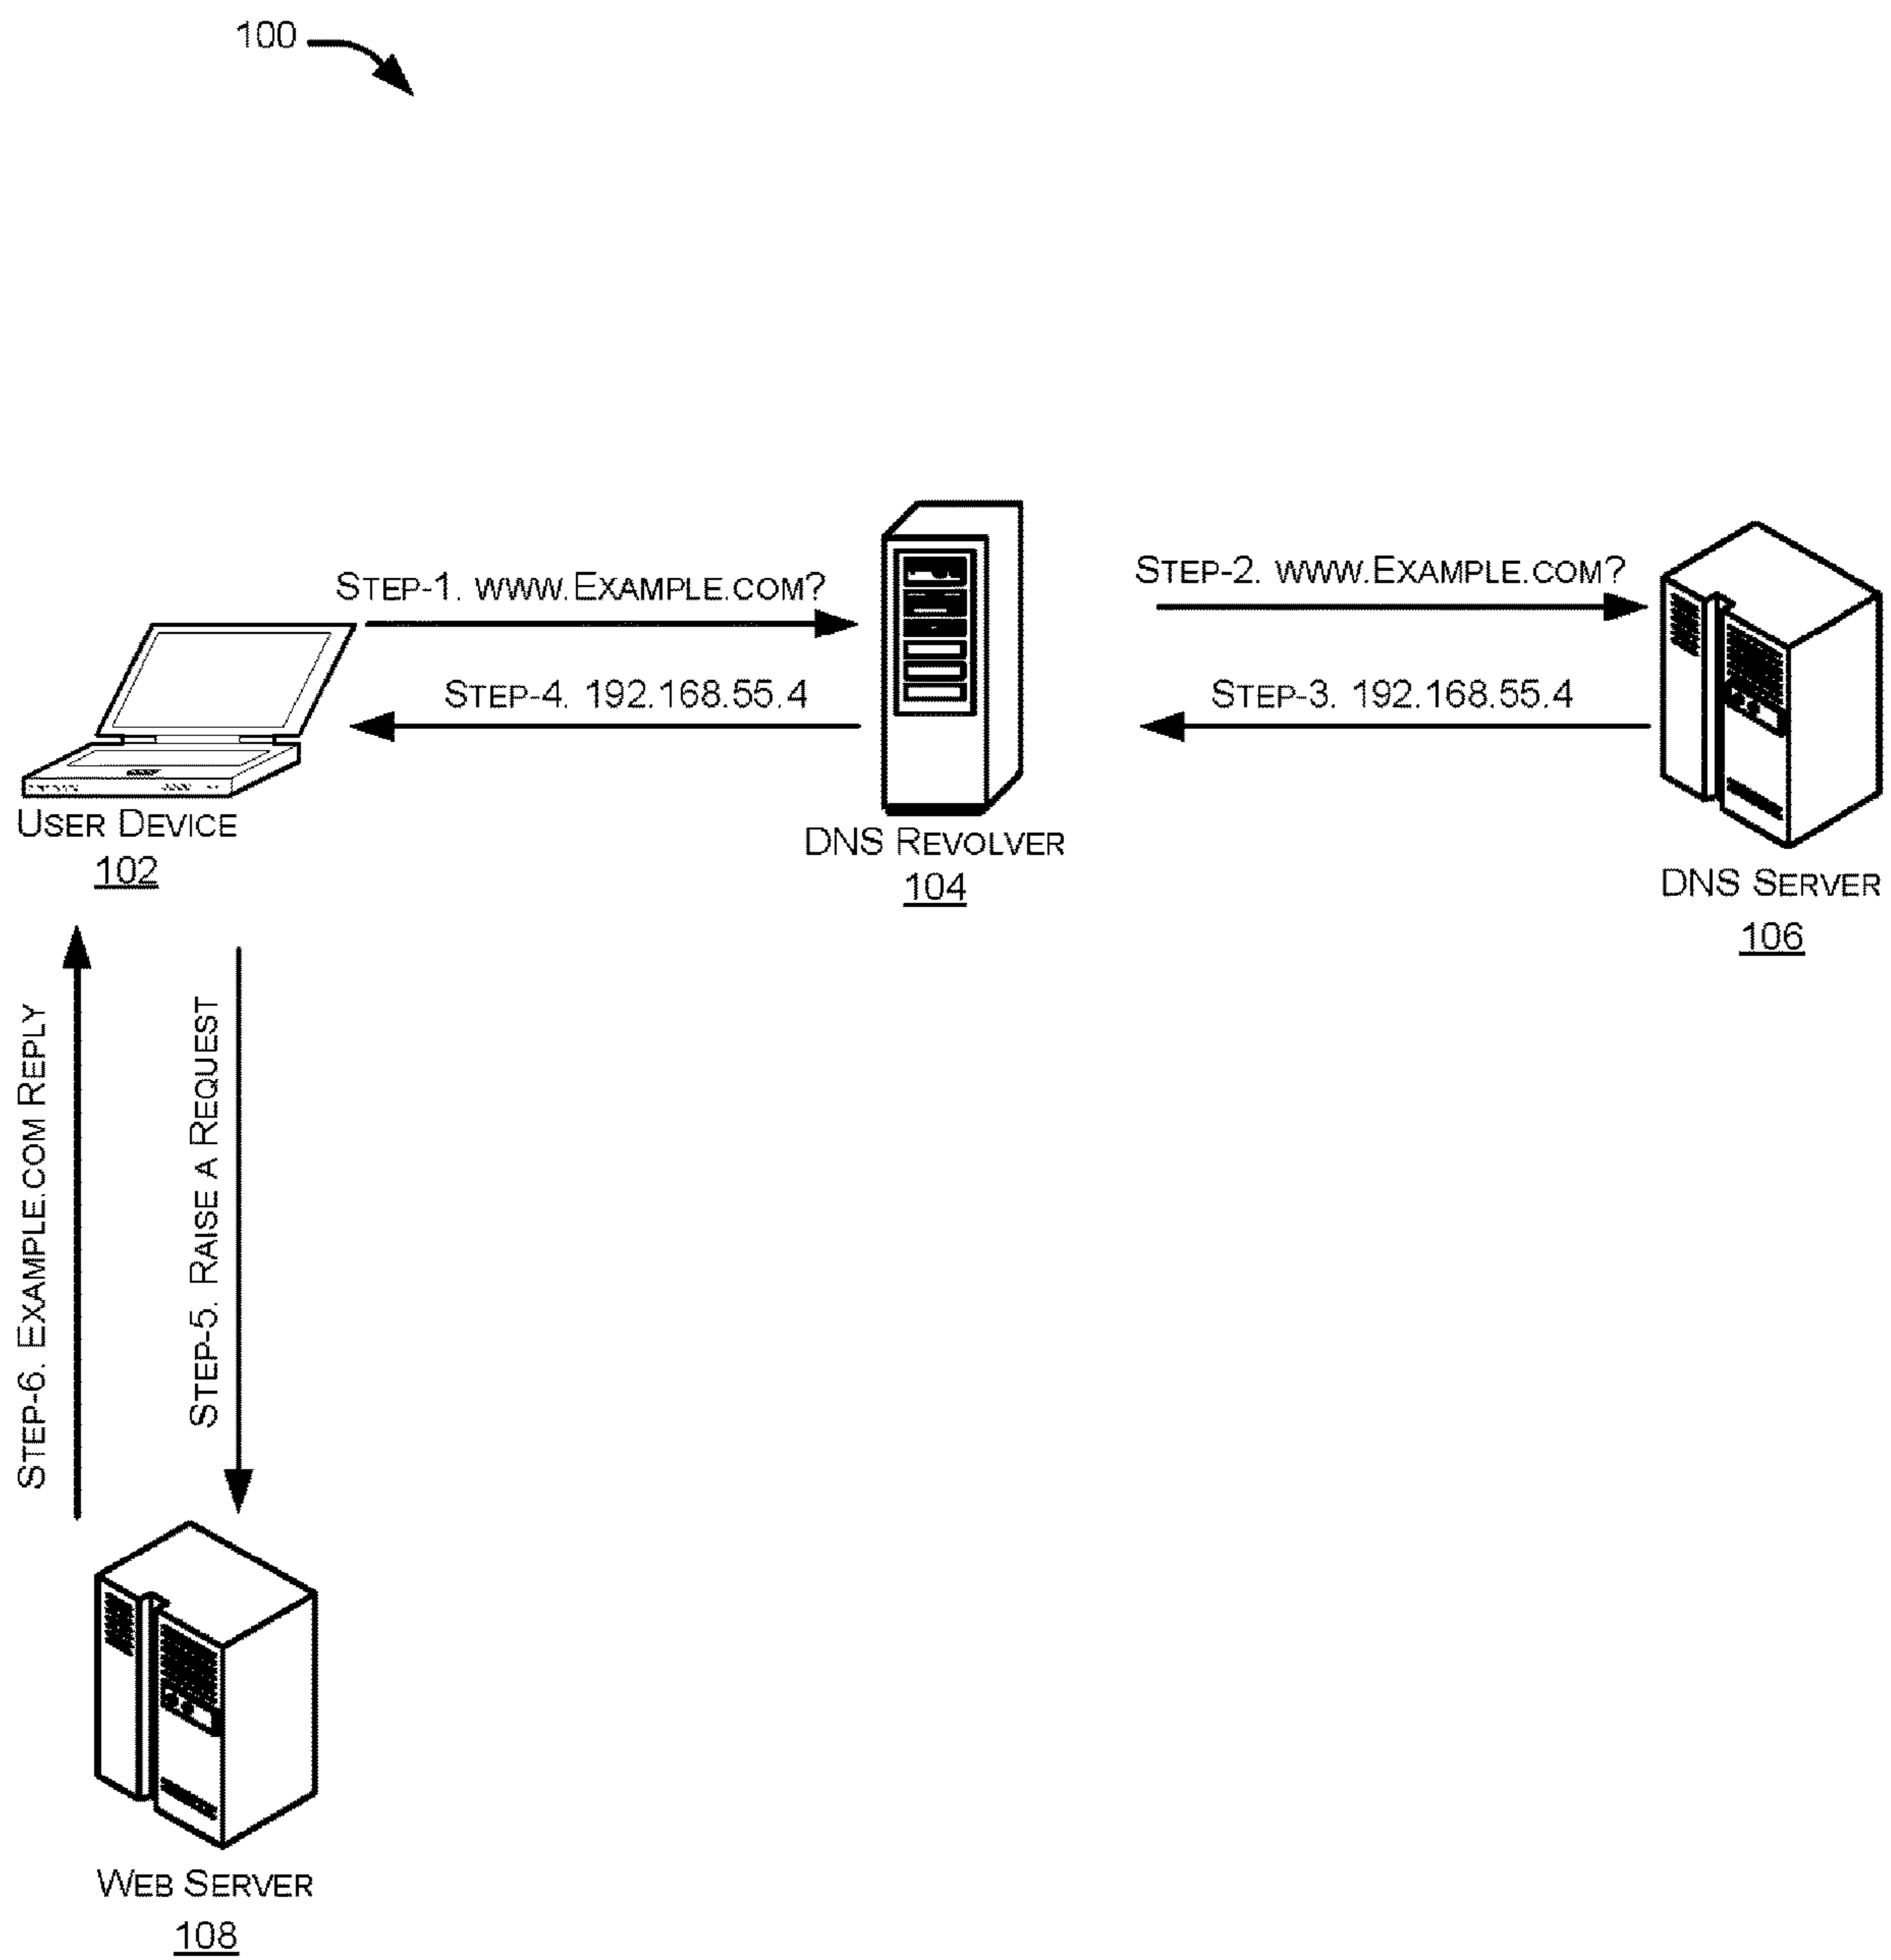 100
STEP-1. WWW.EXAMPLE.COM?
STEP-2. WWW.EXAMPLE.COM?
STEP-4. 192.168.55.4
STEP-3. 192.168.55.4
USER DEVICE
102
DNS REVOLVER
104
DNS SERVER
106
STEP-6. EXAMPLE.COM REPLY
STEP-5. RAISE A REQUEST
WEB SERVER
108